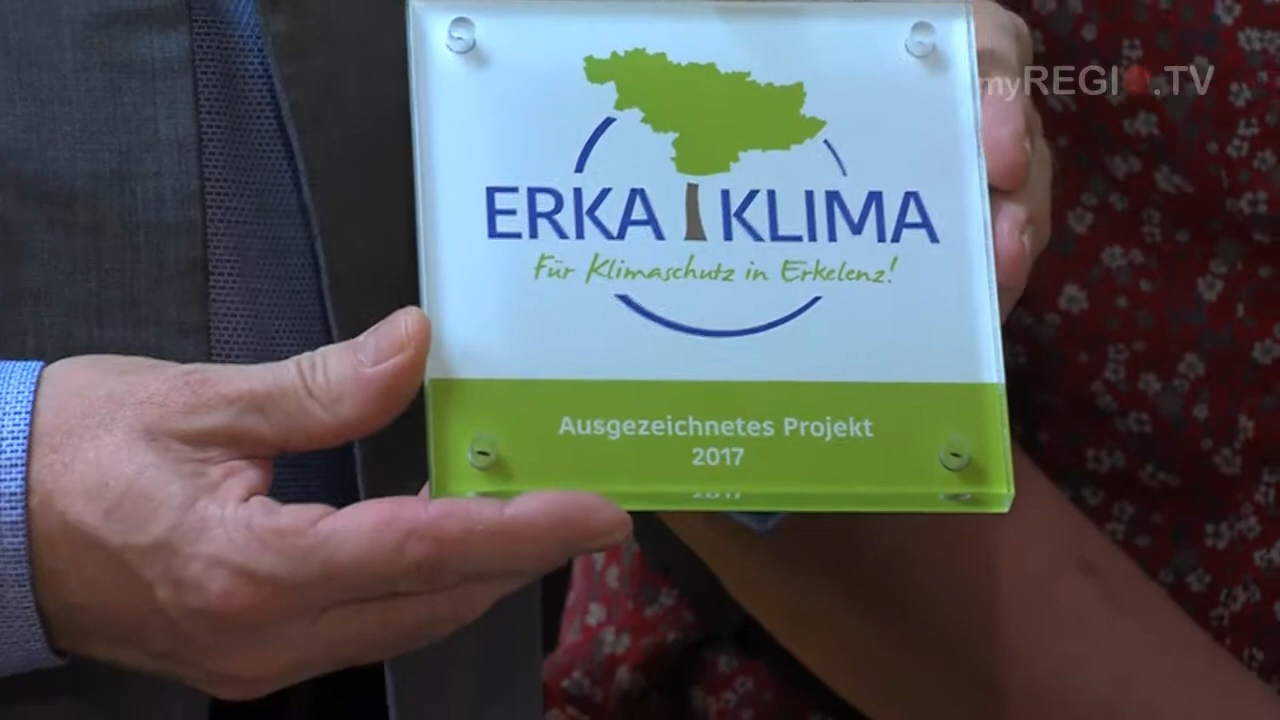 myREGIO.TV
ERKA KLIMA
Für Klimaschutz in Erkelenz!
Ausgezeichnetes Projekt
2017